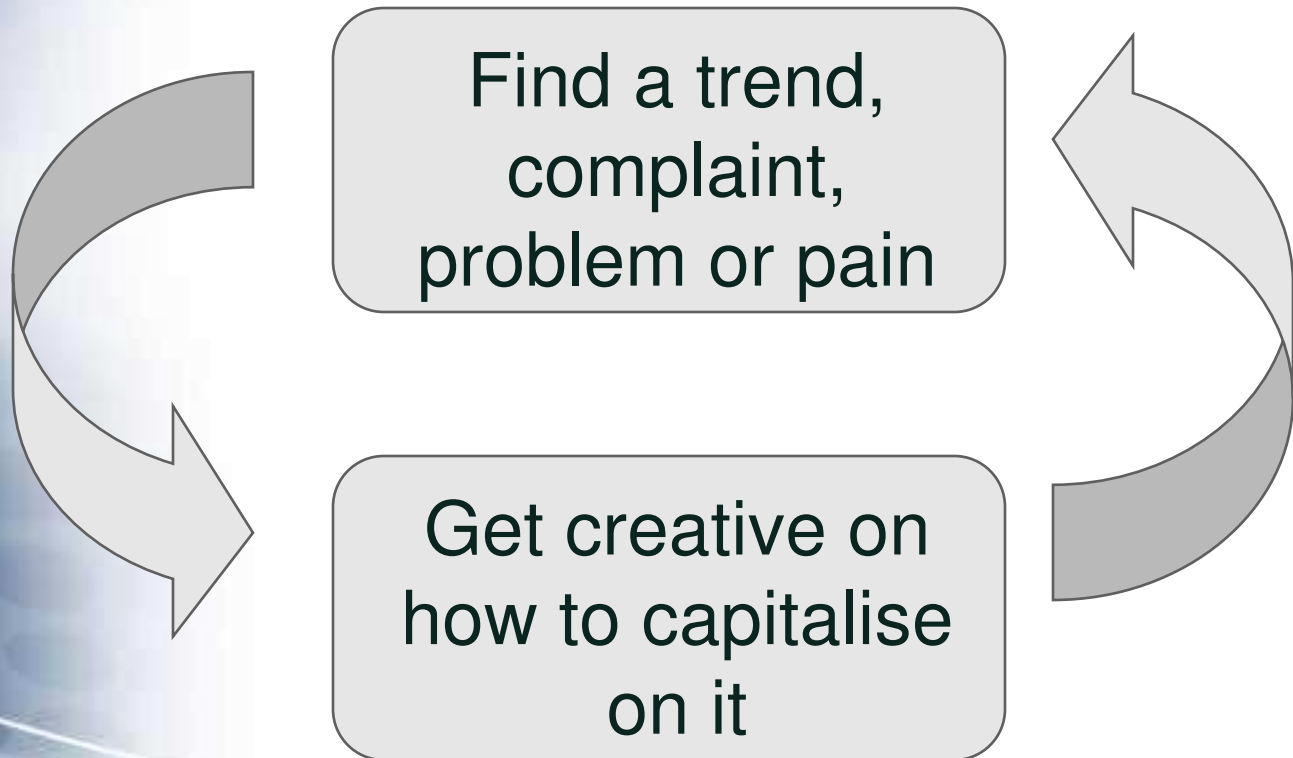 Find a trend,
complaint,
problem or pain
Get creative on
how to capitalise
on it